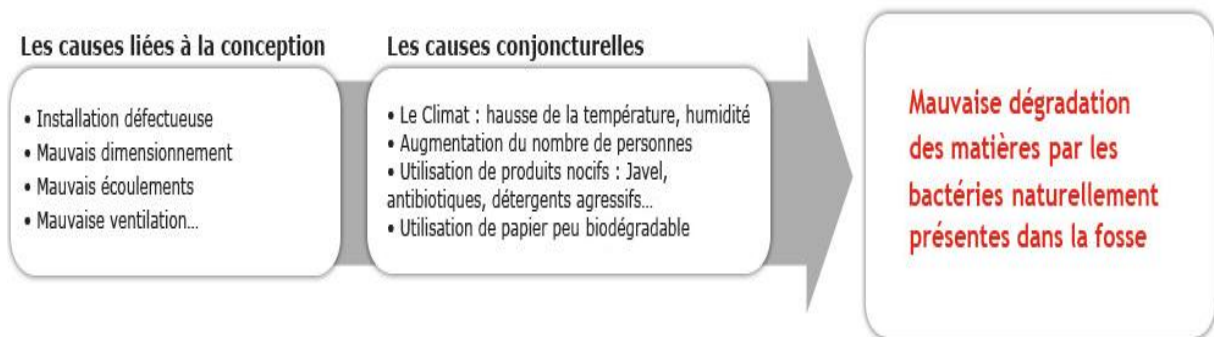 Les causes liées à la conception
• Installation défectueuse
• Mauvais dimensionnement
• Mauvais écoulements
• Mauvaise ventilation...
Les causes conjoncturelles
• Le Climat : hausse de la température, humidité
• Augmentation du nombre de personnes
• Utilisation de produits nocifs : Javel,
antibiotiques, détergents agressifs...
• Utilisation de papier peu biodégradable
Mauvaise dégradation
des matières par les
bactéries naturellement
présentes dans la fosse